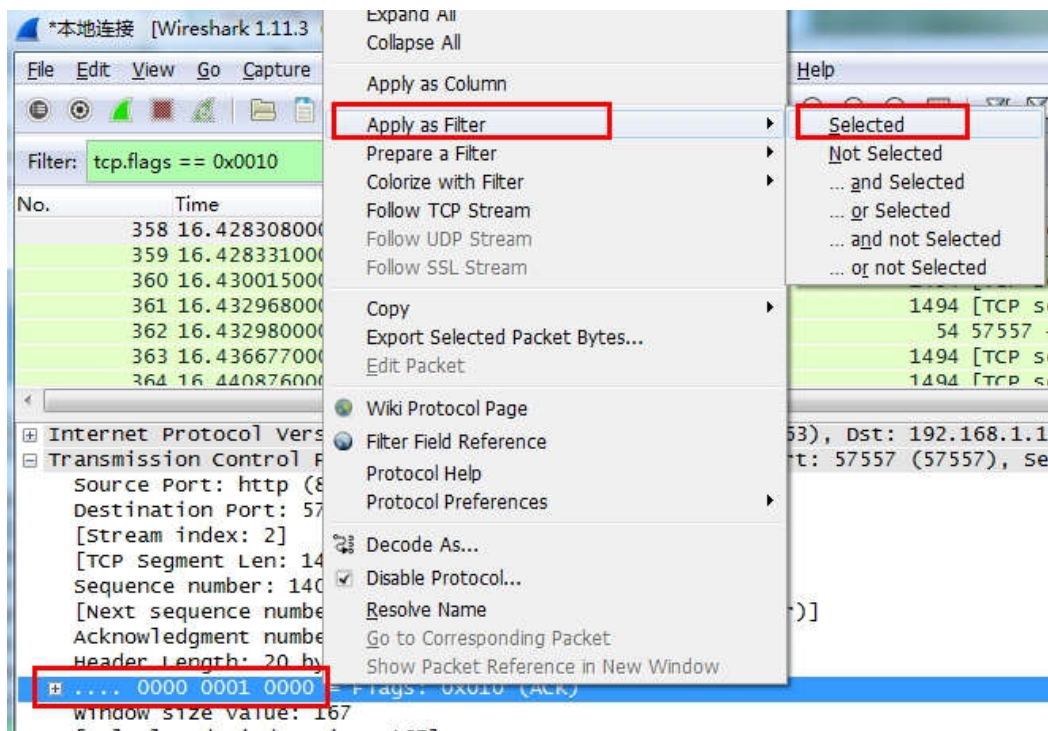 *本地连接 [Wireshark 1.11.3
File Edit View Go Capture
Help
Filter: tcp.flags == 0x0010
No. Time
358 16.428308000
359 16.428331000
360 16.430015000
361 16.432968000
362 16.432980000
363 16.436677000
364 16.440876000
1494 [TCP s
54 57557
1494 [TCP s
1494 [TCP s
Expand All
Collapse All
Apply as Column
Apply as Filter
Prepare a Filter
Colorize with Filter
Follow TCP Stream
Follow UDP Stream
Follow SSL Stream
Copy
Export Selected Packet Bytes...
Edit Packet
Wiki Protocol Page
Filter Field Reference
Protocol Help
Protocol Preferences
Decode As...
Disable Protocol...
Resolve Name
Go to Corresponding Packet
Show Packet Reference in New Window
Selected
Not Selected
... and Selected
... or Selected
... and not Selected
... or not Selected
Internet Protocol Vers 53), Dst: 192.168.1.1
Transmission Control P t: 57557 (57557), Se
Source Port: http (8
Destination Port: 57
[Stream index: 2]
[TCP Segment Len: 14
Sequence number: 140
[Next sequence numbe r)]
Acknowledgment numbe
Header Length: 20 by
.... 0000 0001 0000 = Flags: 0x010 (ACK)
Window size value: 167